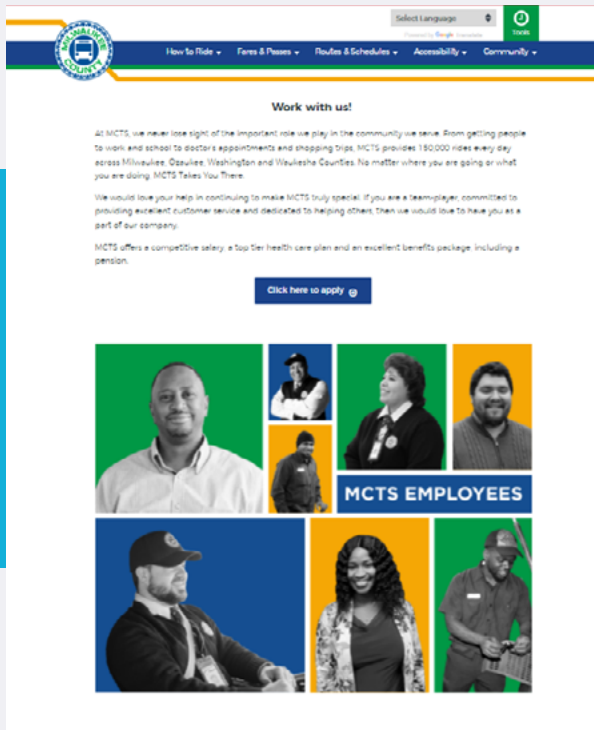 Select Language
Powered by Google Translate
Tools
MILWAUKEE
COUNTY
How to Ride
Fares & Passes
Routes & Schedules
Accessibility
Community
Work with us!
At MCTS, we never lose sight of the important role we play in the community we serve. From getting people
to work and school to doctor's appointments and shopping trips, MCTS provides 150,000 rides every day
across Milwaukee, Ozaukee, Washington and Waukesha Counties. No matter where you are going or what
you are doing: MCTS Takes You There.
We would love your help in continuing to make MCTS truly special. If you are a team-player, committed to
providing excellent customer service and dedicated to helping others, then we would love to have you as a
part of our company.
MCTS offers a competitive salary, a top tier health care plan and an excellent benefits package, including a
pension.
Click here to apply
MCTS EMPLOYEES